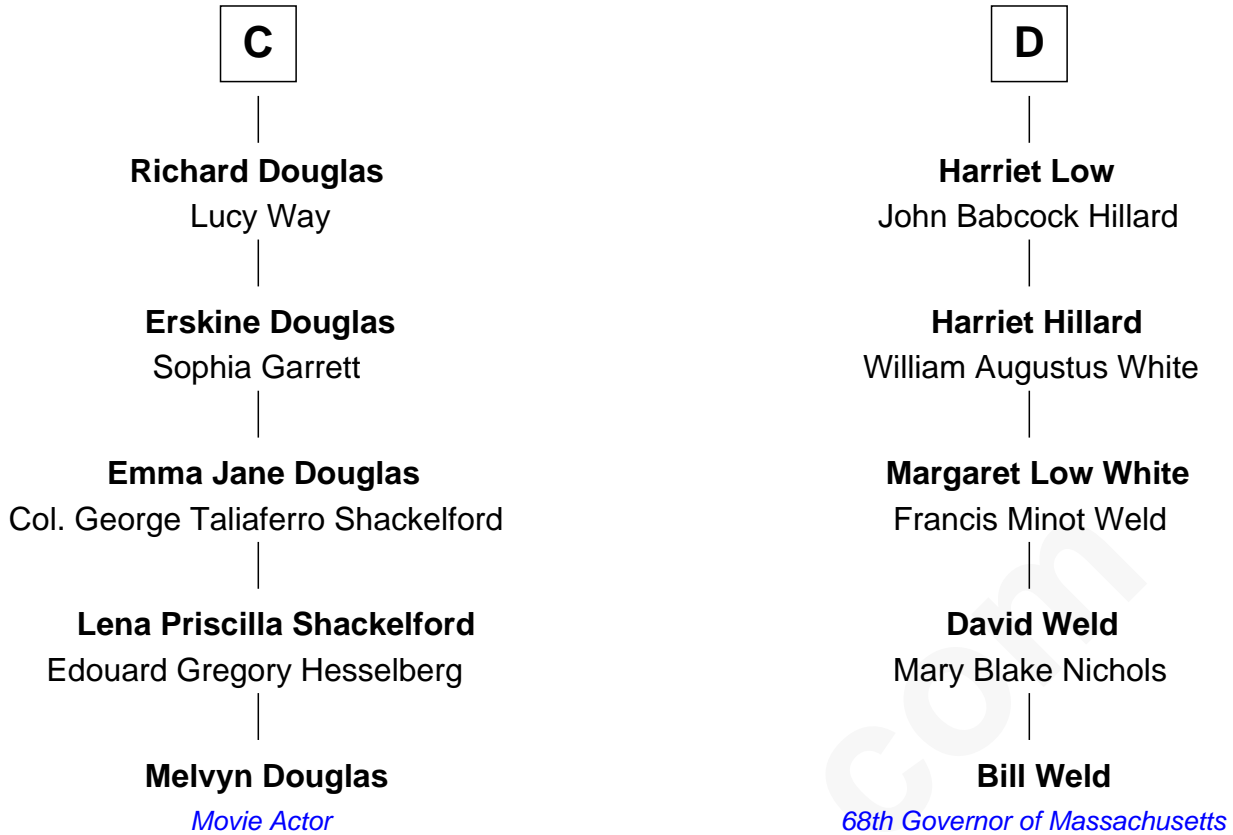 C
Richard Douglas
Lucy Way
Erskine Douglas
Sophia Garrett
Emma Jane Douglas
Col. George Taliaferro Shackelford
Lena Priscilla Shackelford
Edouard Gregory Hesselberg
Melvyn Douglas
Movie Actor
D
Harriet Low
John Babcock Hillard
Harriet Hillard
William Augustus White
Margaret Low White
Francis Minot Weld
David Weld
Mary Blake Nichols
Bill Weld
68th Governor of Massachusetts
com